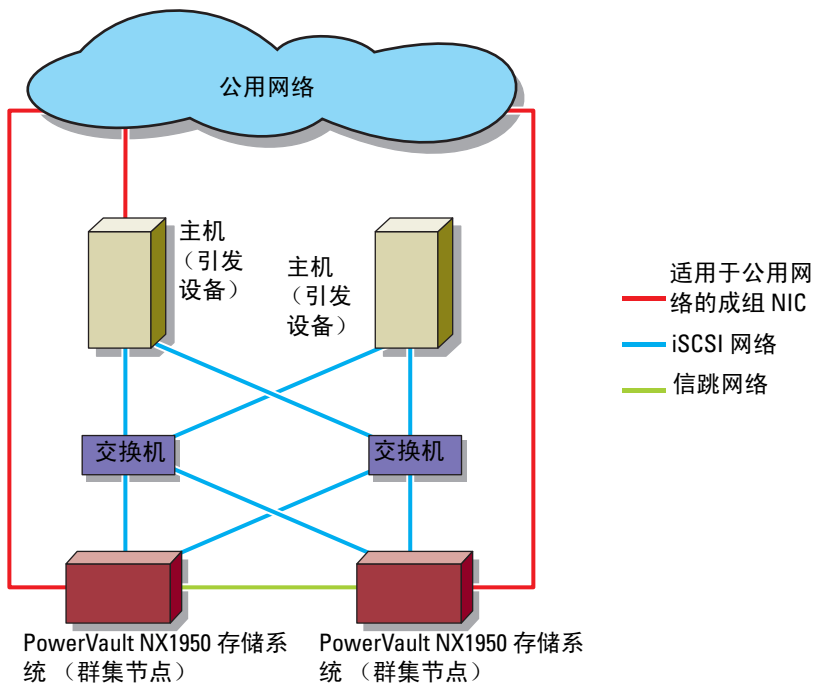 公用网络
主机
（引发
设备）
主机
（引发
设备）
适用于公用网
络的成组 NIC
iSCSI 网络
信跳网络
交换机
交换机
PowerVault NX1950 存储系
统 （群集节点）
PowerVault NX1950 存储系
统 （群集节点）